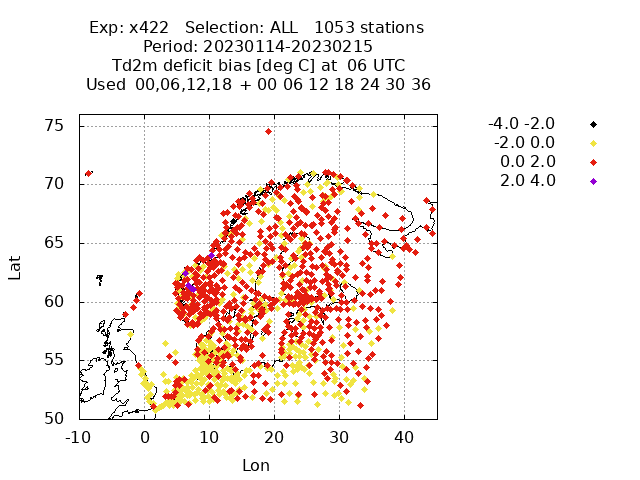 Exp: x422   Selection: ALL   1053 stations
Period: 20230114-20230215
Td2m deficit bias [deg C] at  06 UTC
Used  00,06,12,18  + 00 06 12 18 24 30 36
-4.0 -2.0
-2.0 0.0
0.0 2.0
2.0 4.0
75
70
65
60
55
50
Lat
-10 0 10 20 30 40
Lon